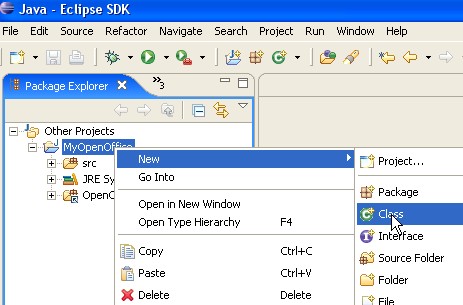 Java - Eclipse SDK
File Edit Source Refactor Navigate Search Project Run Window
Package Explorer 3
Other Projects
MyOpenOffice
src
JRE Sy
OpenO
New
Go Into
Open in New Window
Open Type Hierarchy F4
Copy Ctrl+C
Paste Ctrl+V
Delete Delete
Project...
Package
Class
Interface
Source Folder
Folder
File